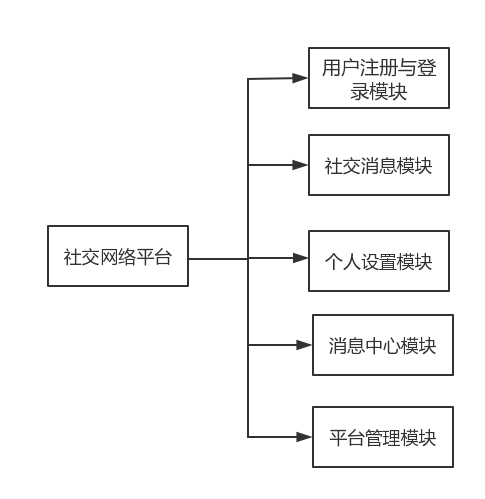 用户注册与登
录模块
社交消息模块
社交网络平台
个人设置模块
消息中心模块
平台管理模块